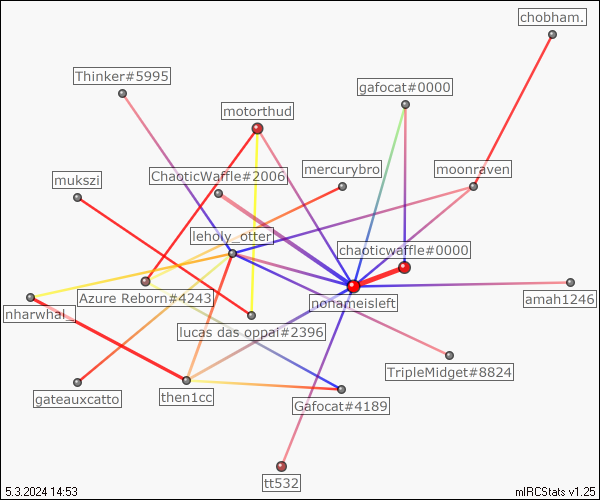 chobham.
Thinker#5995
gafocat#0000
motorthud
mercurybro
moonraven
ChaoticWaffle#2006
mukszi
leholy_otter
chaoticwaffle#0000
Azure Reborn#4243
nonameisleft
amah1246
nharwhal_
lucas das oppai#2396
TripleMidget#8824
gateauxcatto
then1cc
Gafocat#4189
tt532
5.3.2024 14:53
mIRCStats v1.25